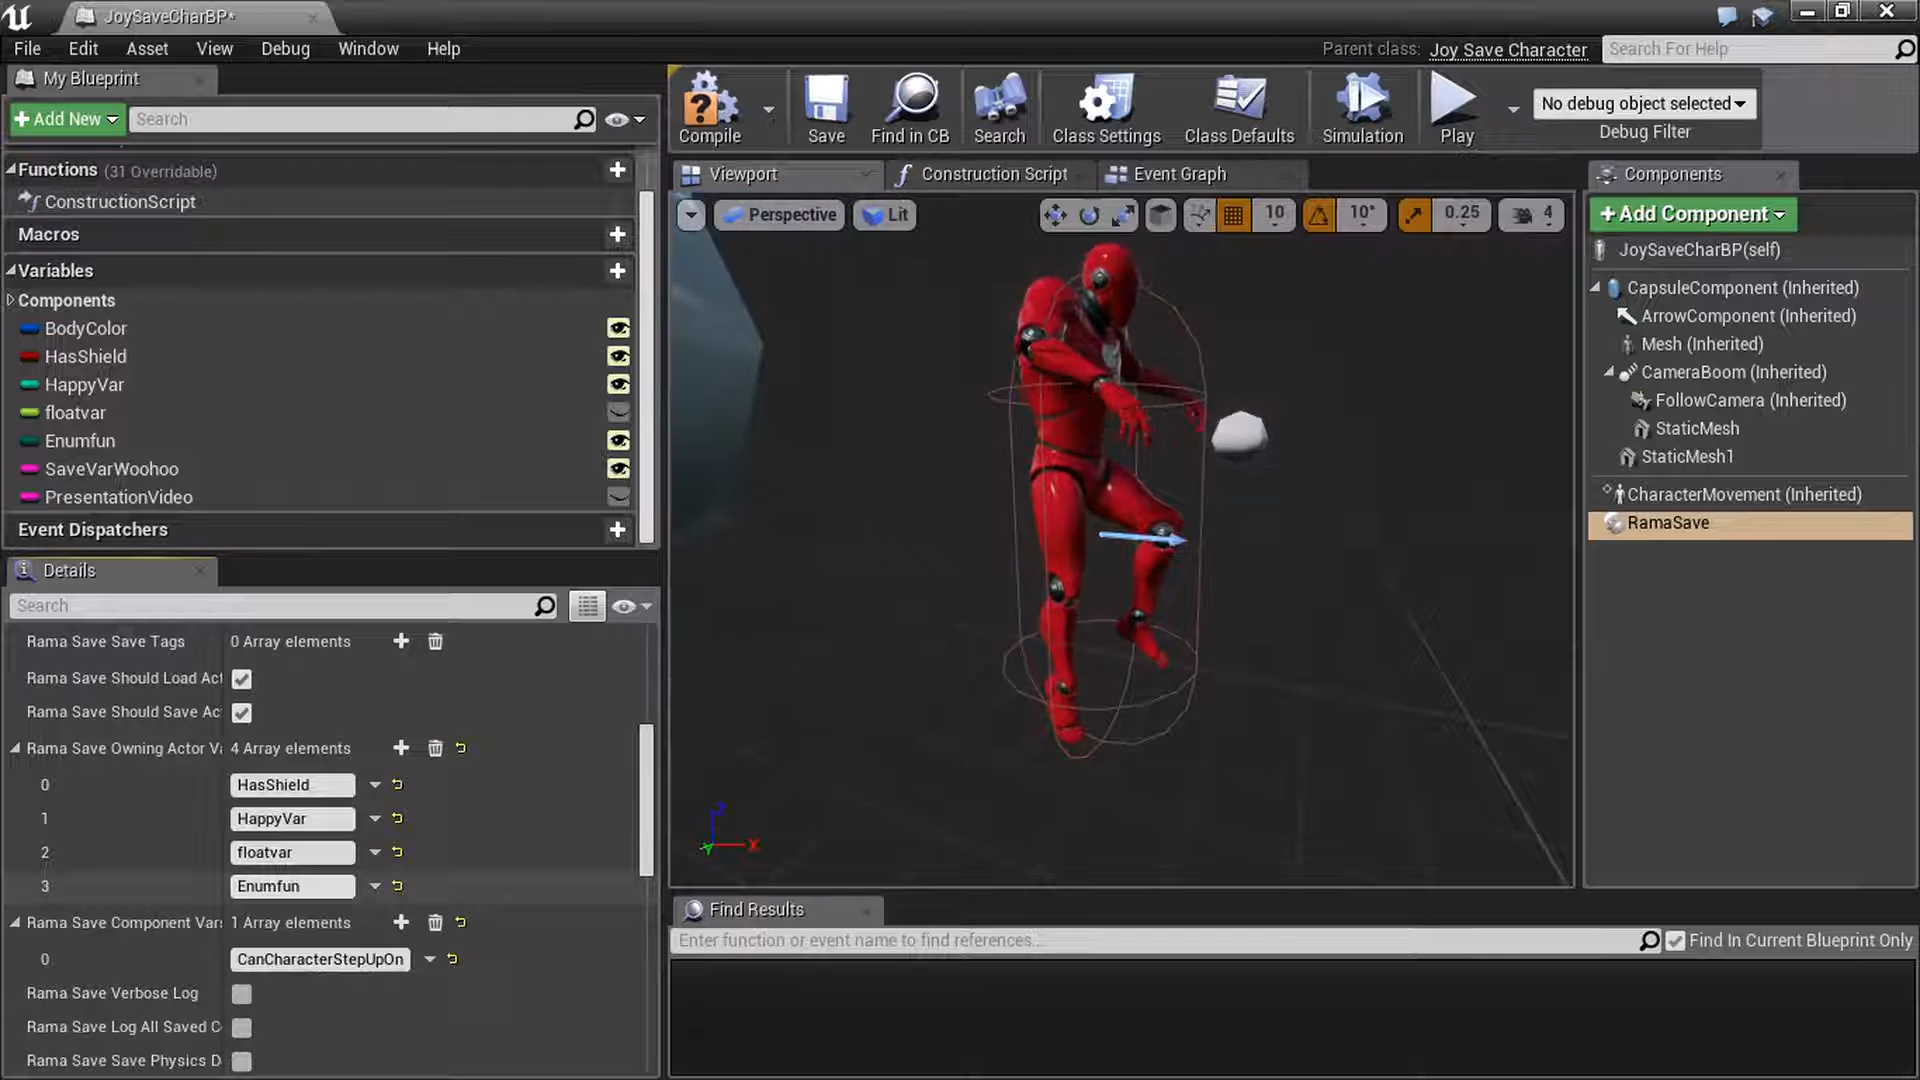 JoySaveCharBP*
File Edit Asset View Debug Window Help
Parent class: Joy Save Character
Search For Help
My Blueprint
Add New
Search
Functions (31 Overridable)
ConstructionScript
Macros
Variables
Components
BodyColor
HasShield
HappyVar
floatvar
Enumfun
SaveVarWoohoo
PresentationVideo
Event Dispatchers
Compile
Save
Find in CB
Search
Class Settings
Class Defaults
Simulation
Play
No debug object selected
Debug Filter
Viewport
Construction Script
Event Graph
Perspective
Lit
10
10°
0.25
4
Z
X
Y
Components
+Add Component
JoySaveCharBP(self)
CapsuleComponent (Inherited)
ArrowComponent (Inherited)
Mesh (Inherited)
CameraBoom (Inherited)
FollowCamera (Inherited)
StaticMesh
StaticMesh1
CharacterMovement (Inherited)
RamaSave
Details
Search
Rama Save Save Tags 0 Array elements
Rama Save Should Load Act
Rama Save Should Save Ac
Rama Save Owning Actor Va 4 Array elements
0 HasShield
1 HappyVar
2 floatvar
3 Enumfun
Rama Save Component Vars 1 Array elements
0 CanCharacterStepUpOn
Rama Save Verbose Log
Rama Save Log All Saved C
Rama Save Save Physics D
Find Results
Enter function or event name to find references...
Find In Current Blueprint Only